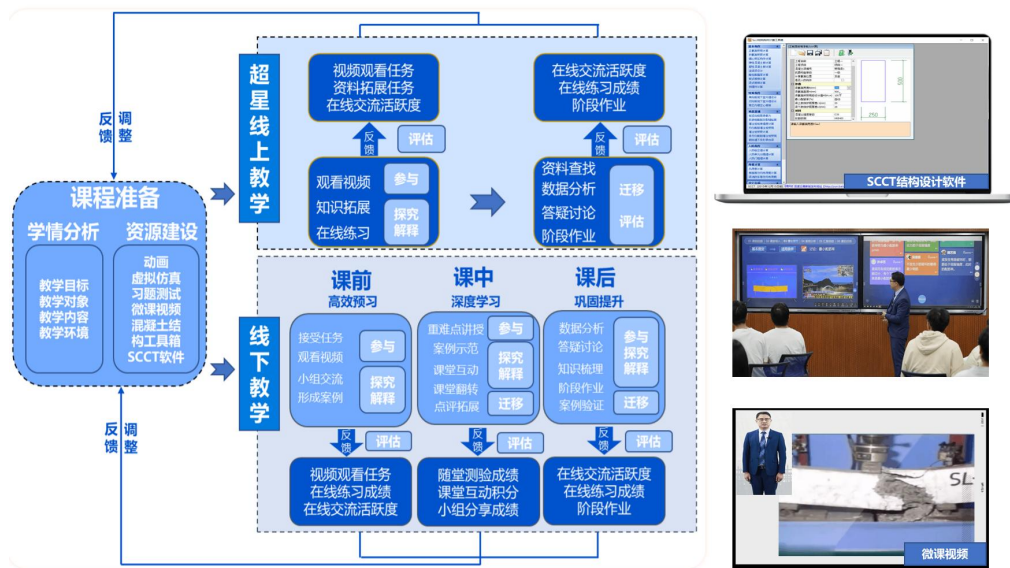 反馈
调整
课程准备
学情分析
资源建设
教学目标
教学对象
教学内容
教学环境
动画
虚拟仿真
习题测试
微课视频
混凝土结
构工具箱
SCCT软件
反馈
调整
超星线上教学
视频观看任务
资料拓展任务
在线交流活跃度
反馈
评估
观看视频
知识拓展
在线练习
参与
探究
解释
在线交流活跃度
在线练习成绩
阶段作业
反馈
评估
资料查找
数据分析
答疑讨论
阶段作业
迁移
评估
线下教学
课前
高效预习
接受任务
观看视频
小组交流
形成案例
参与
探究
解释
反馈
评估
视频观看任务
在线练习成绩
在线交流活跃度
课中
深度学习
重难点讲授
案例示范
课堂互动
课堂翻转
点评拓展
参与
探究
解释
迁移
反馈
评估
随堂测验成绩
课堂互动积分
小组分享成绩
课后
巩固提升
数据分析
答疑讨论
知识梳理
阶段作业
案例验证
参与
探究
解释
迁移
反馈
评估
在线交流活跃度
在线练习成绩
阶段作业
250
SCCT结构设计软件
SL-
微课视频